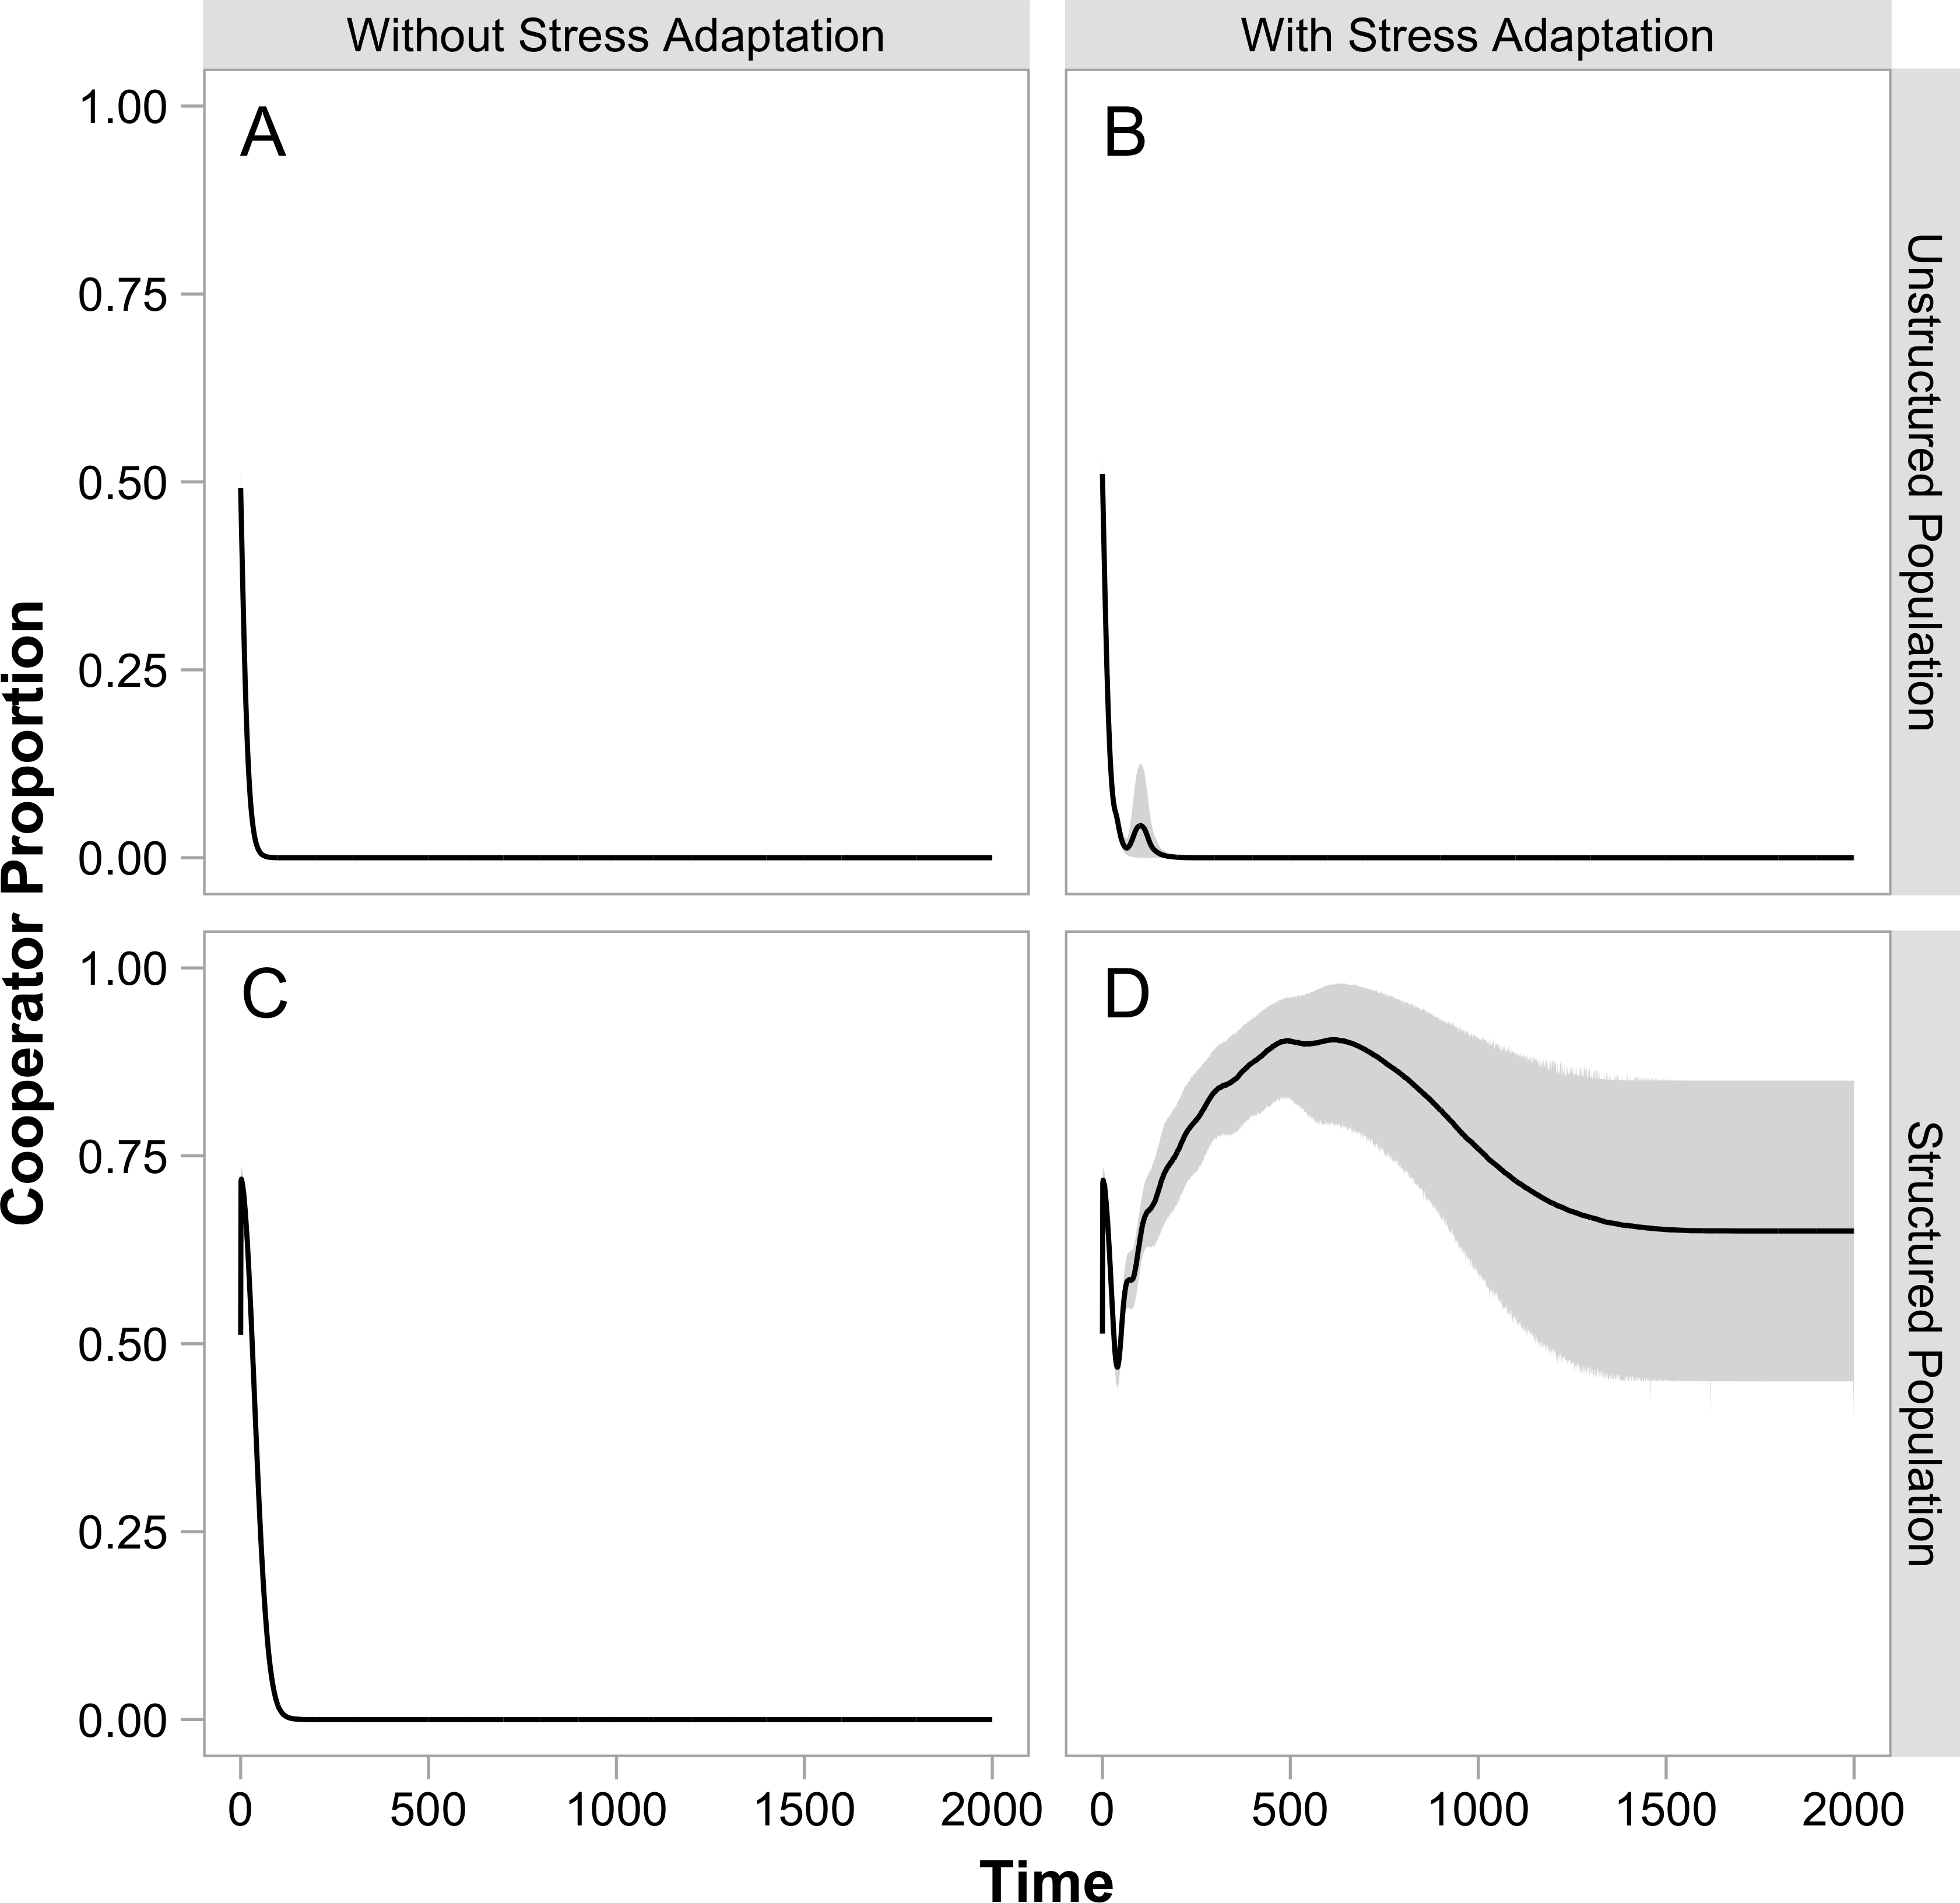 Without Stress Adaptation
With Stress Adaptation
A
B
1.00
0.75
0.50
0.25
0.00
Unstructured Population
Cooperator Proportion
C
D
1.00
0.75
0.50
0.25
0.00
Structured Population
0 500 1000 1500 2000
0 500 1000 1500 2000
Time